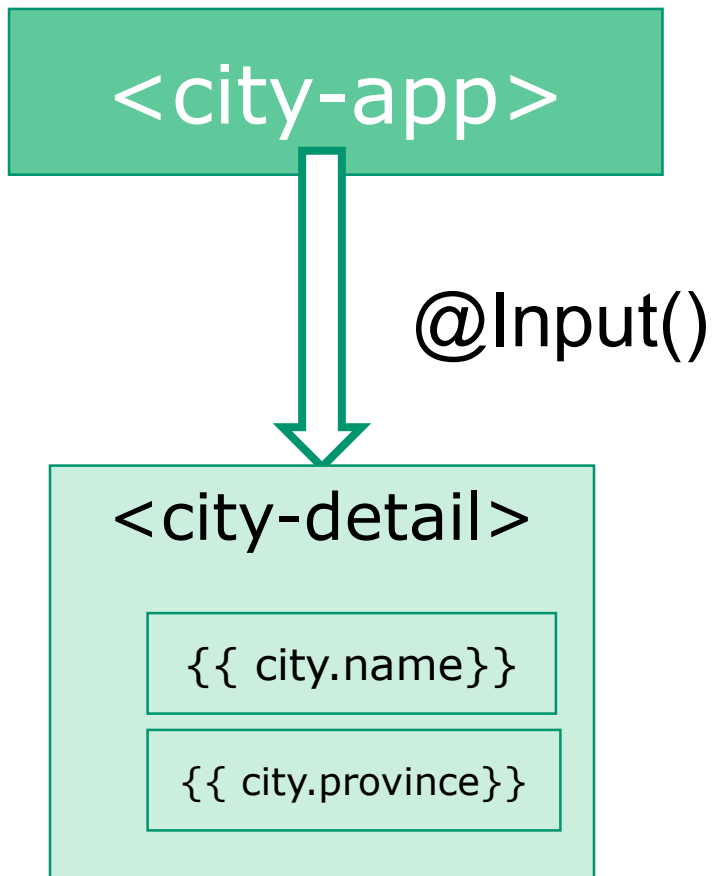 <city-app>
@Input()
<city-detail>
{{ city.name}}
{{ city.province}}